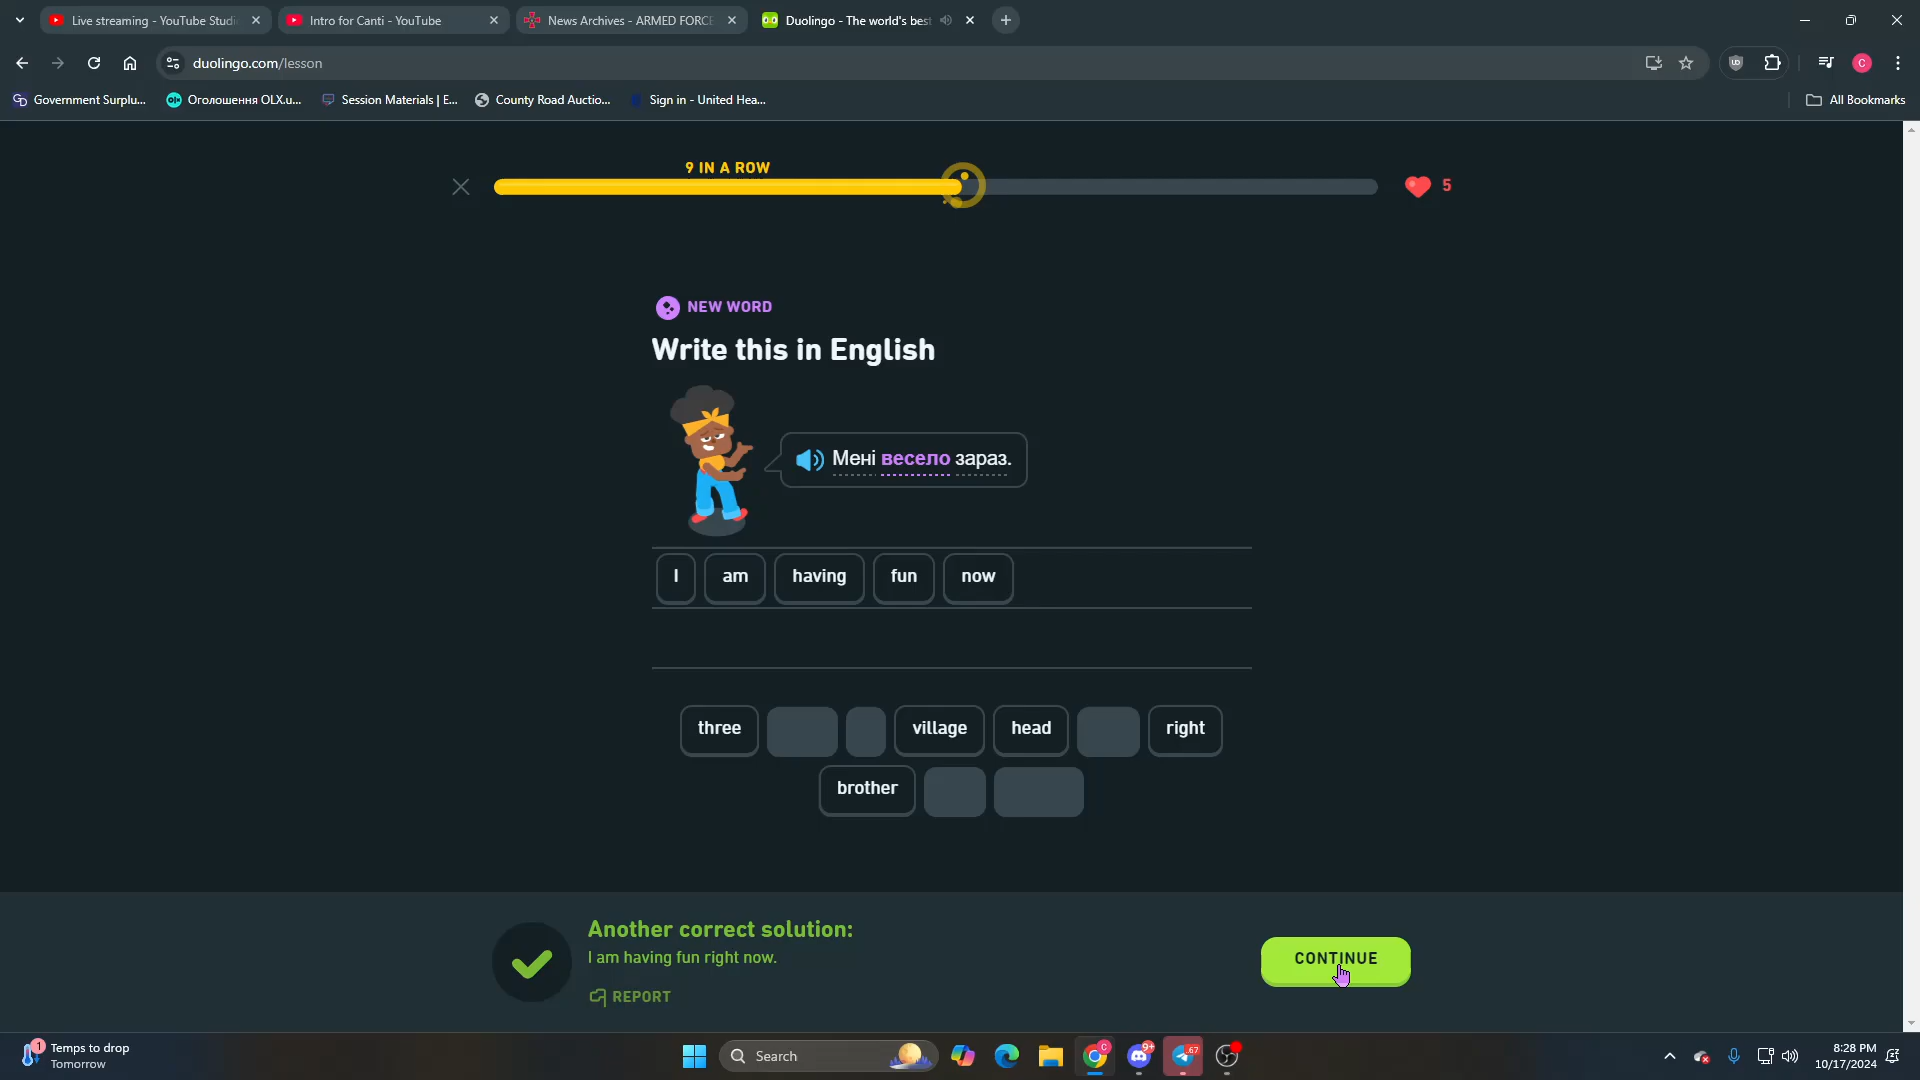 Live streaming - YouTube Studi
Intro for Canti - YouTube
News Archives - ARMED FORCE
Duolingo - The world's best
duolingo.com/lesson
Government Surplu...
Оголошення OLX.u...
Session Materials | E...
County Road Auctio...
Sign in - United Hea...
All Bookmarks
9 IN A ROW
5
NEW WORD
Write this in English
Мені весело зараз.
I am having fun now
three village head right
brother
Another correct solution:
I am having fun right now.
REPORT
CONTINUE
1
Temps to drop
Tomorrow
Search
C
9+
67
8:28 PM
10/17/2024